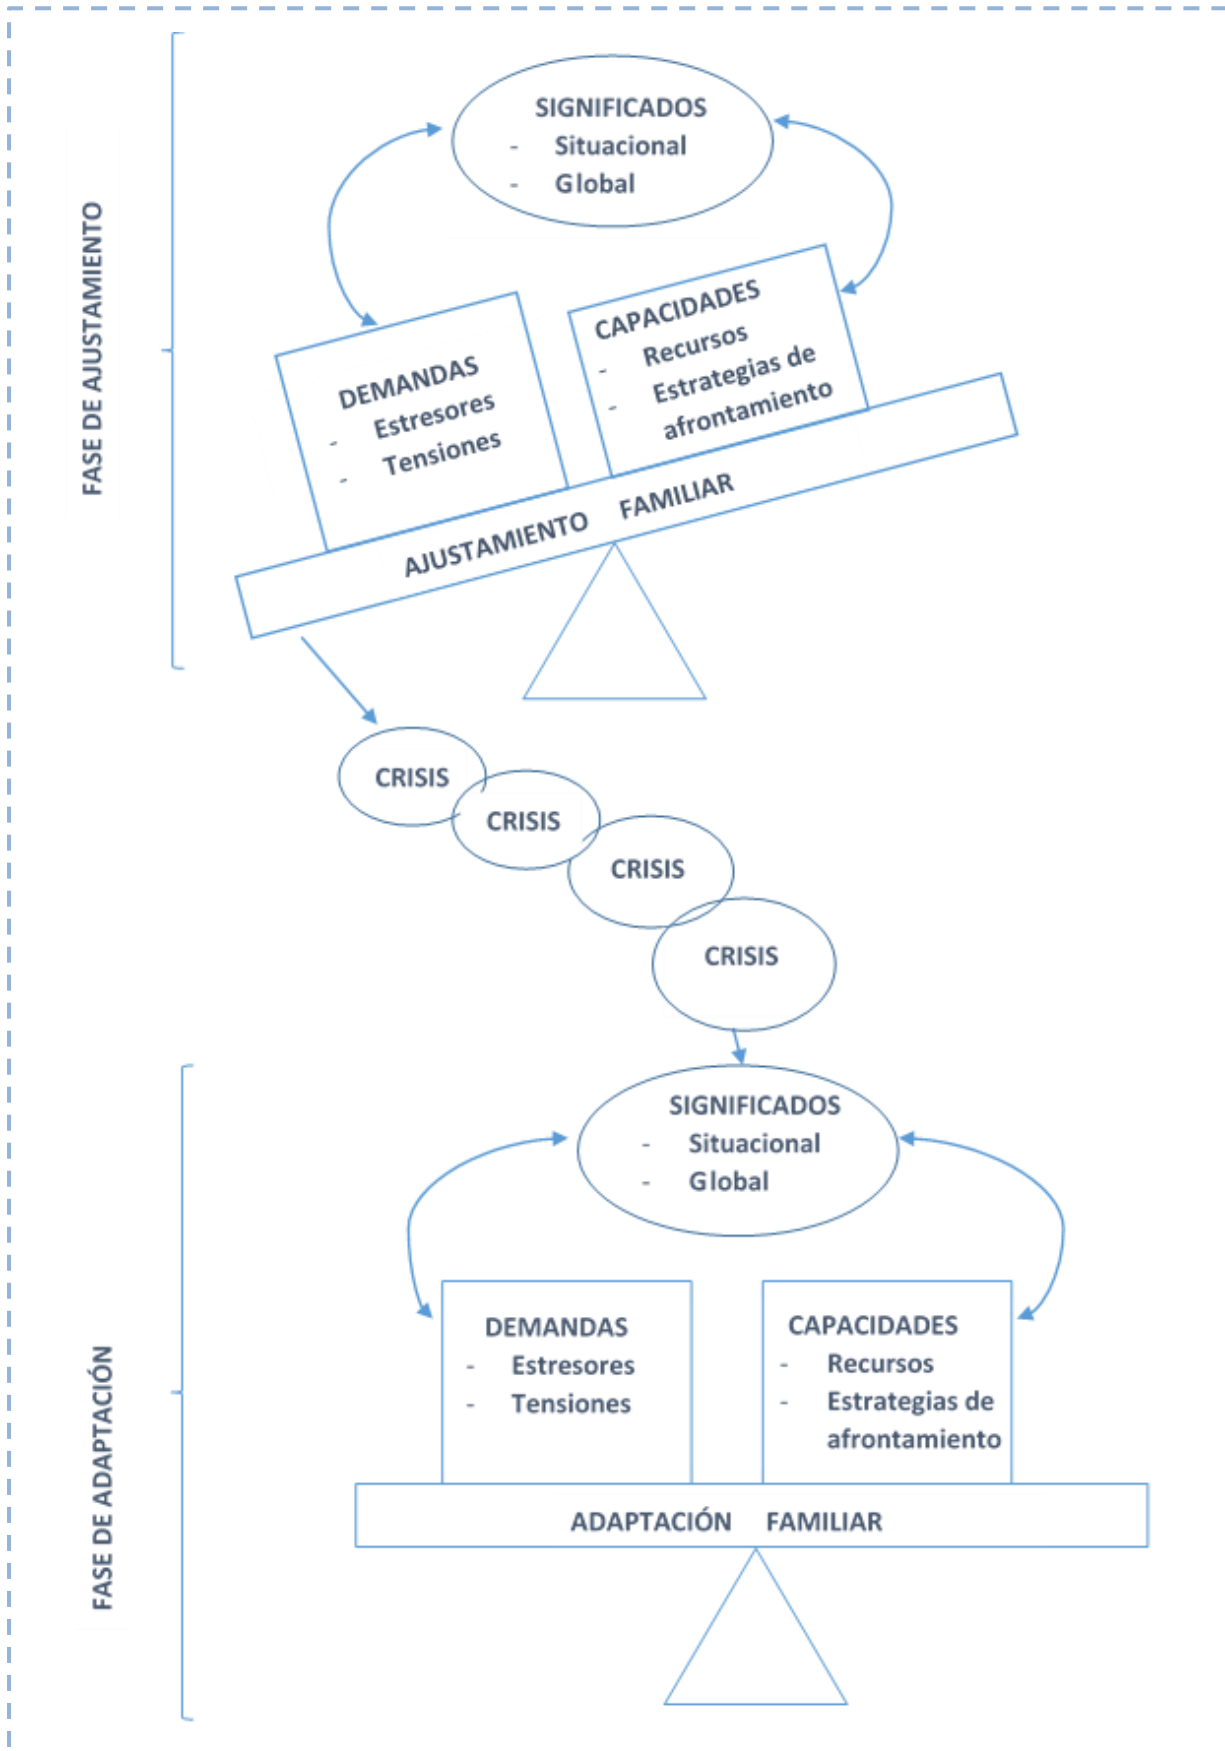 FASE DE AJUSTAMIENTO
SIGNIFICADOS
- Situacional
- Global
DEMANDAS
- Estresores
- Tensiones
CAPACIDADES
- Recursos
- Estrategias de
afrontamiento
AJUSTAMIENTO FAMILIAR
CRISIS
CRISIS
CRISIS
CRISIS
FASE DE ADAPTACIÓN
SIGNIFICADOS
- Situacional
- Global
DEMANDAS
- Estresores
- Tensiones
CAPACIDADES
- Recursos
- Estrategias de
afrontamiento
ADAPTACIÓN FAMILIAR